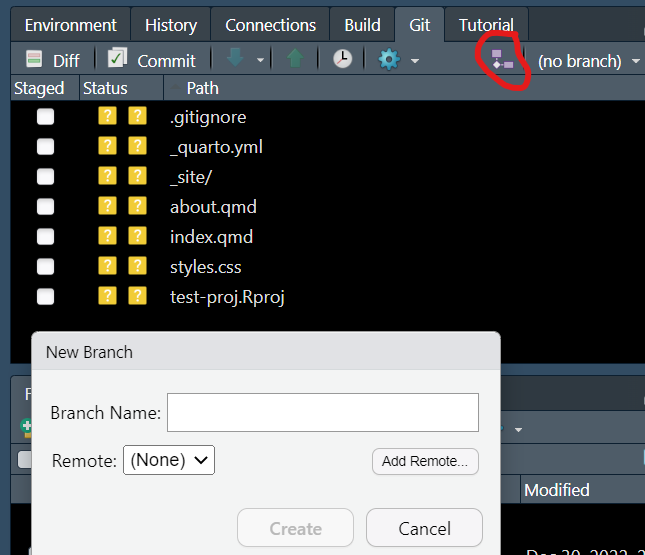 Environment History Connections Build Git Tutorial
Diff Commit (no branch)
Staged Status Path
? ? .gitignore
? ? _quarto.yml
? ? _site/
? ? about.qmd
? ? index.qmd
? ? styles.css
? ? test-proj.Rproj
New Branch
F
Branch Name:
Remote: (None) Add Remote...
Modified
Create Cancel